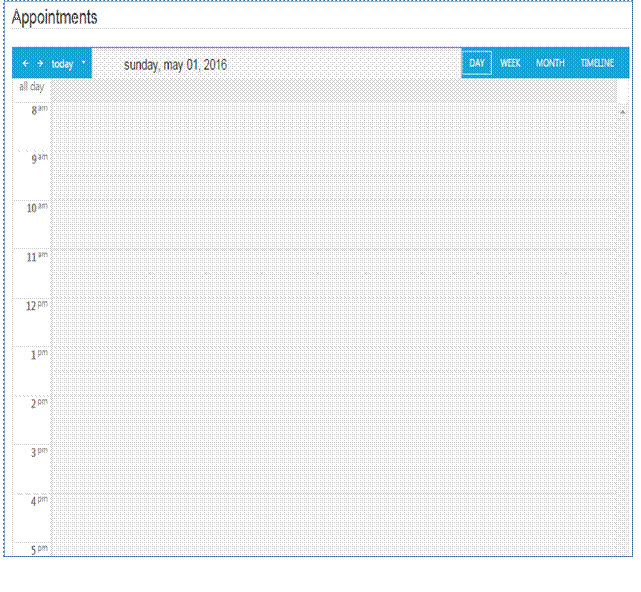 Appointments
today sunday, may 01, 2016 DAY WEEK MONTH TIMELINE
all day
8 am
9 am
10 am
11 am
12 pm
1 pm
2 pm
3 pm
4 pm
5 pm